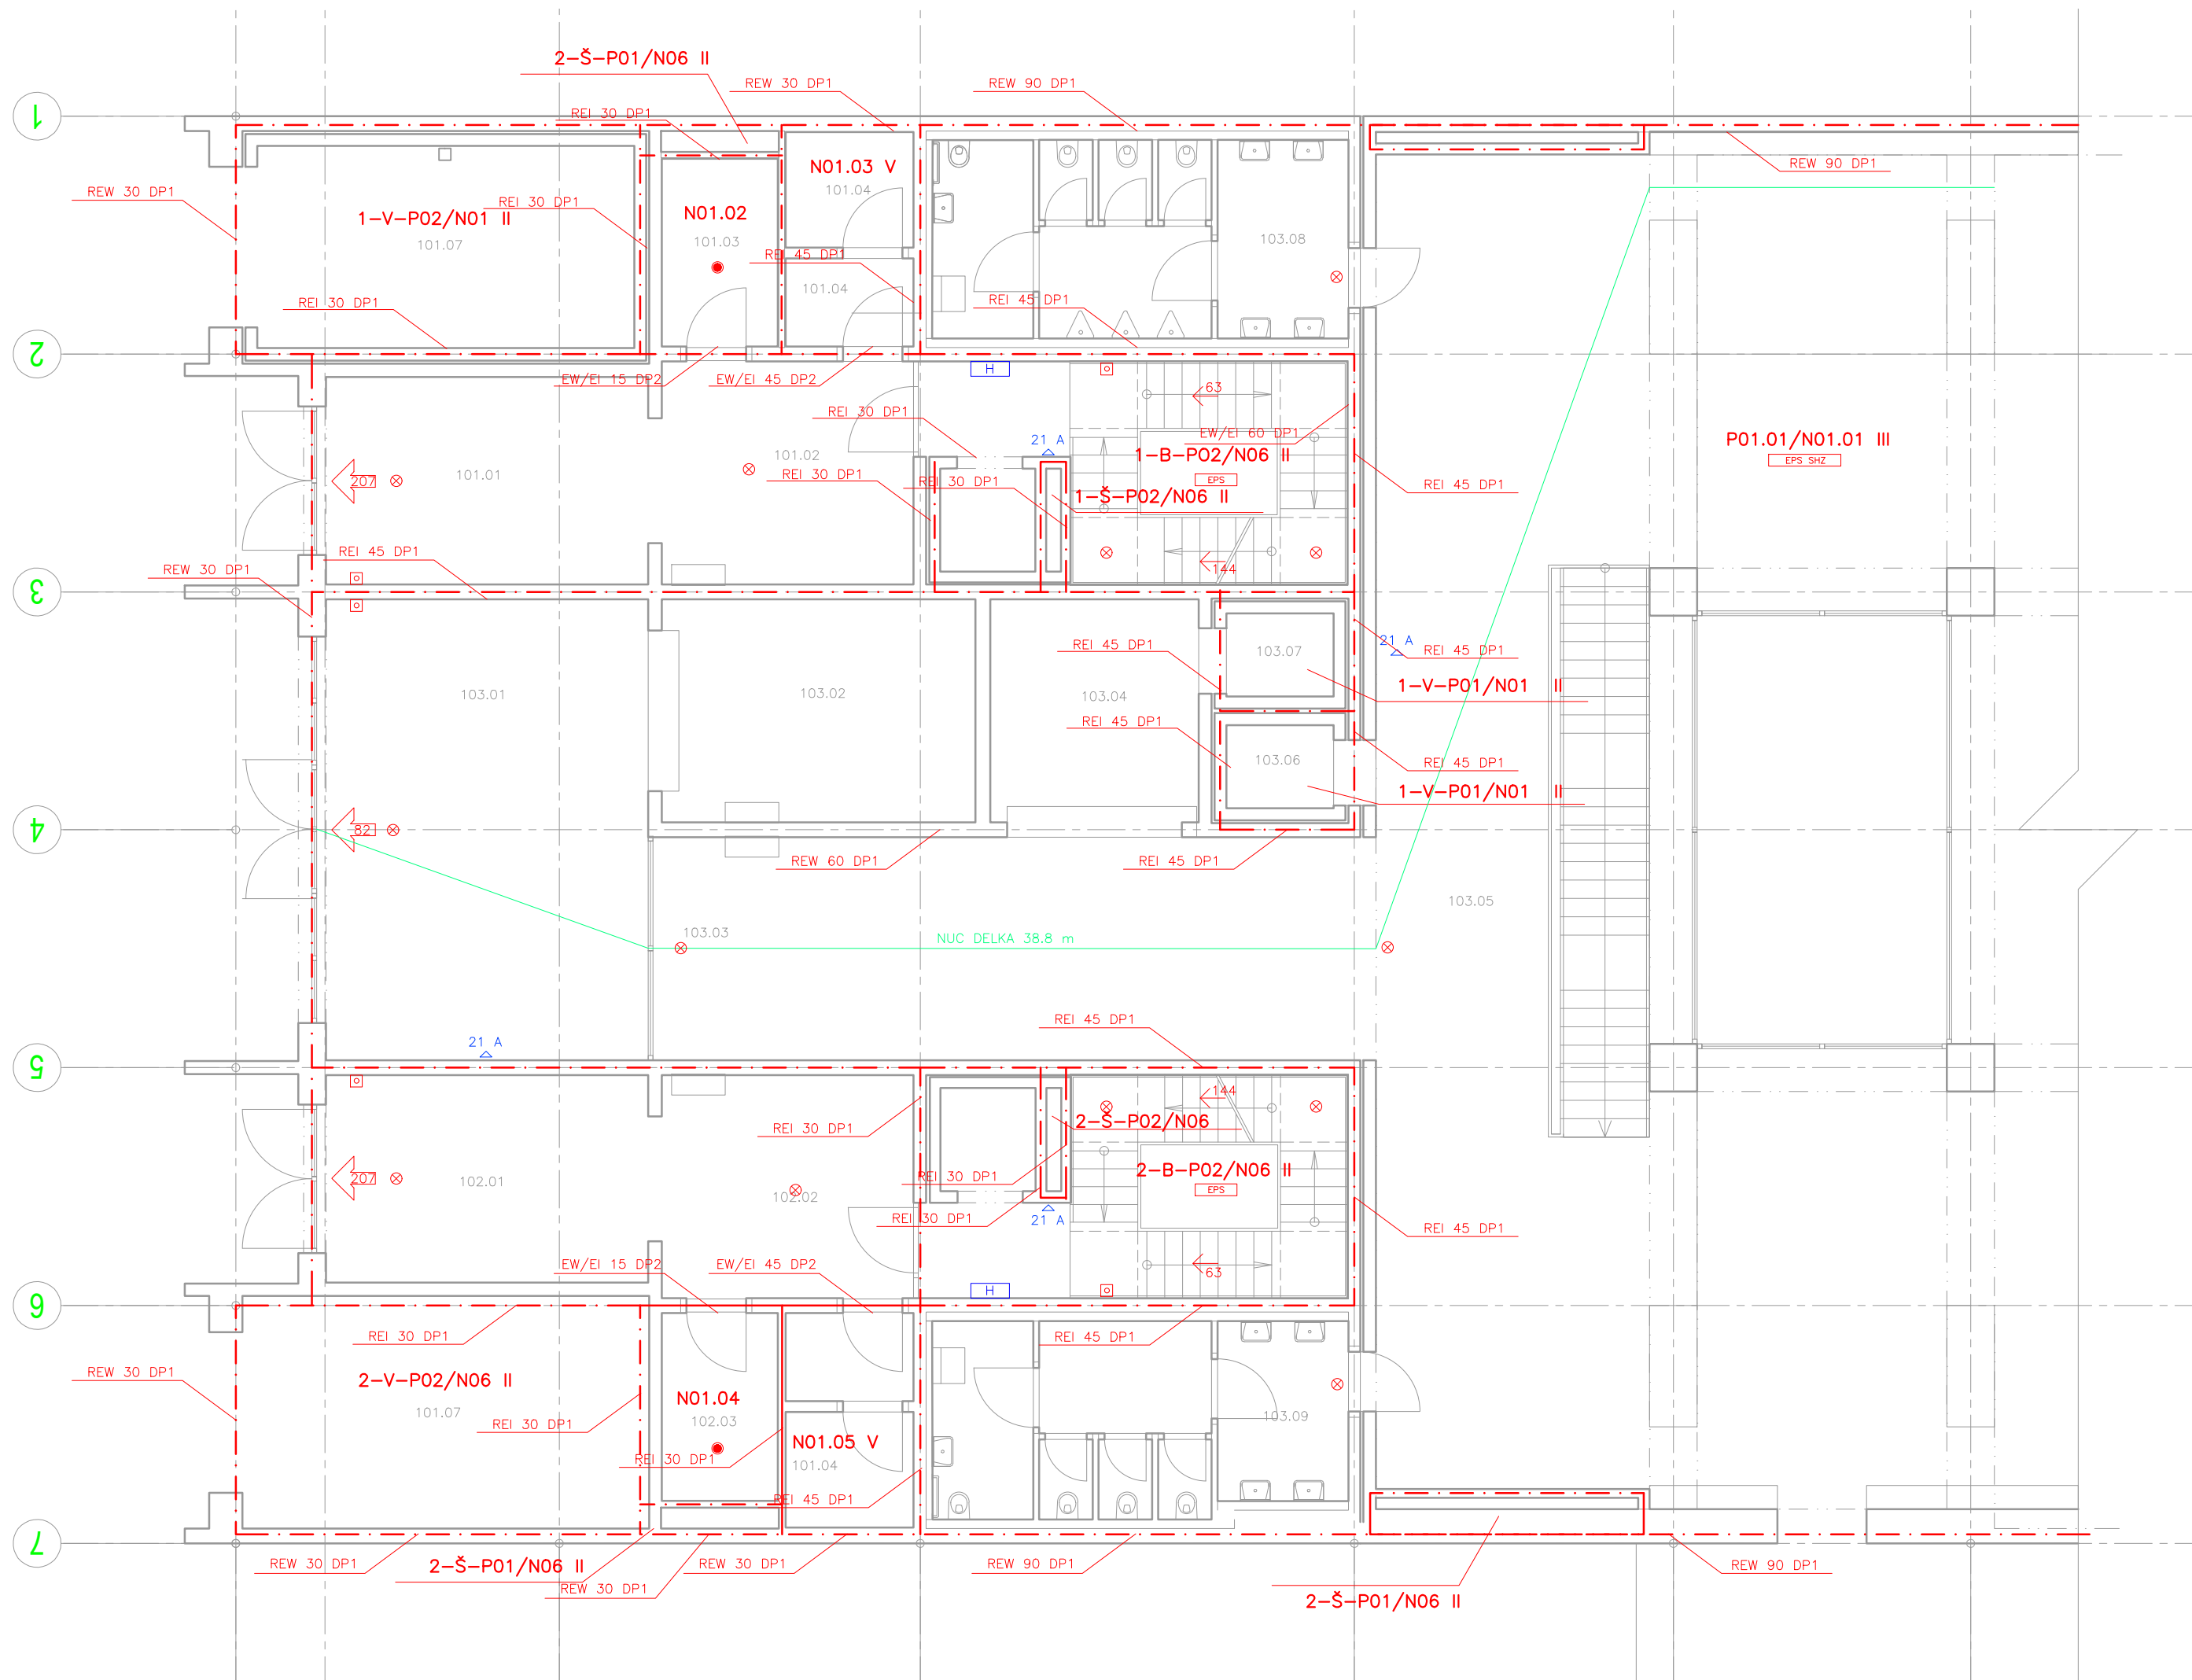 2-Š-P01/N06 II
REW 30 DP1
REW 90 DP1
REI 30 DP1
1
REW 90 DP1
N01.03 V
101.04
REW 30 DP1
REI 30 DP1
N01.02
1-V-P02/N01 II
101.07
101.03
103.08
REI 45 DP1
101.04
REI 30 DP1
REI 45 DP1
2
H
EW/EI 15 DP2
EW/EI 45 DP2
63
REI 30 DP1
EW/EI 60 DP1
21 A
P01.01/N01.01 III
EPS SHZ
101.02
1-B-PO2/N06 II
101.01
REI 30 DP1
207
REI 30 DP1
EPS
REI 45 DP1
1-Š-P02/N06 II
REI 45 DP1
REW 30 DP1
144
3
REI 45 DP1
103.07
21 A
REI 45 DP1
103.01
103.02
103.04
1-V-P01/N01 II
REI 45 DP1
103.06
REI 45 DP1
1-V-P01/N01 II
4
82
REW 60 DP1
REI 45 DP1
103.05
103.03
NUC DELKA 38.8 m
REI 45 DP1
21 A
5
144
2-Š-P02/N06
REI 30 DP1
207
102.01
102.02
REI 30 DP1
2-B-P02/N06 II
EPS
REI 30 DP1
21 A
REI 45 DP1
EW/EI 15 DP2
EW/EI 45 DP2
63
H
6
REI 30 DP1
REI 45 DP1
REW 30 DP1
2-V-P02/N06 II
101.07
N01.04
102.03
103.09
REI 30 DP1
N01.05 V
REI 30 DP1
101.04
REI 45 DP1
7
REW 30 DP1
2-Š-P01/N06 II
REW 30 DP1
REW 90 DP1
REW 90 DP1
REW 30 DP1
2-Š-P01/N06 II